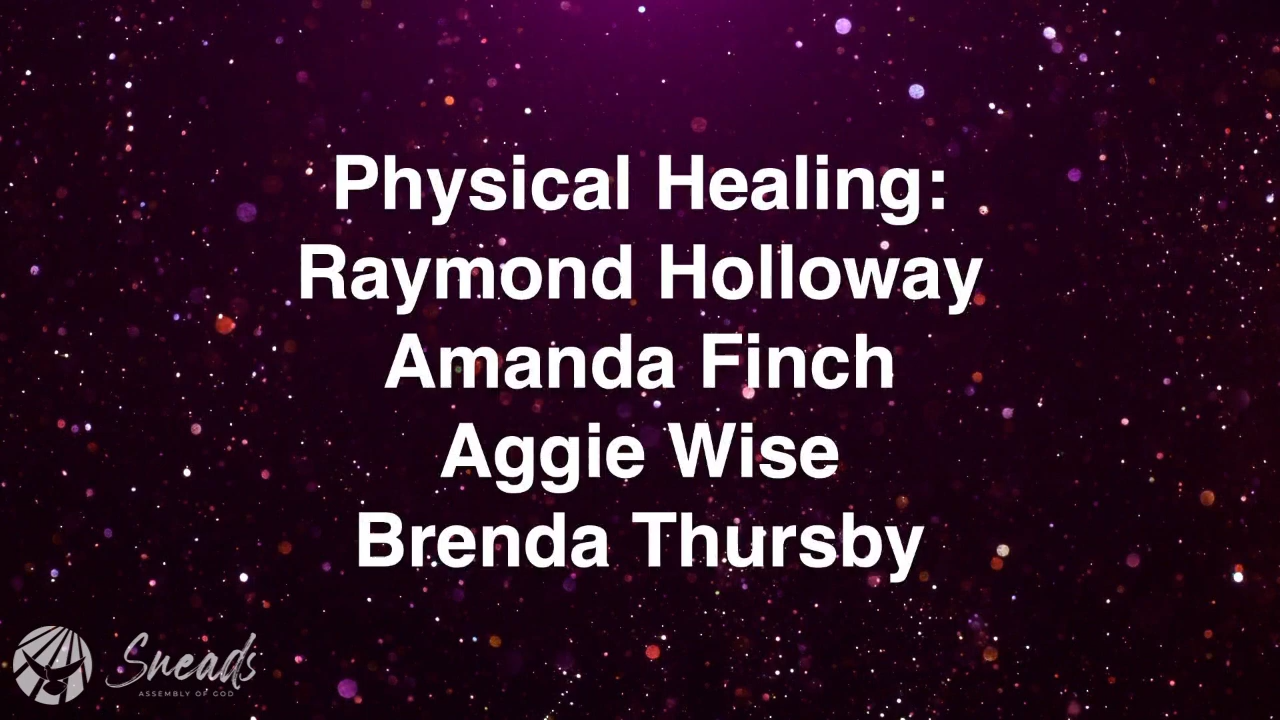 Physical Healing:
Raymond Holloway
Amanda Finch
Aggie Wise
Brenda Thursby
Sneads
ASSEMBLY OF GOD